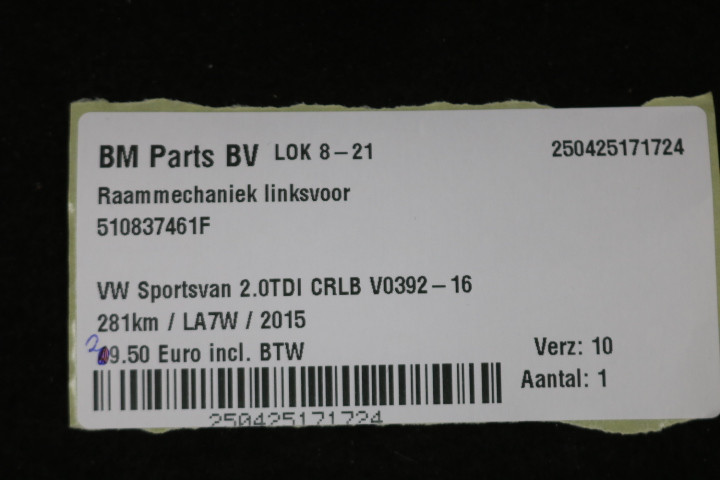 BM Parts BV LOK 8-21 250425171724
Raammechaniek linksvoor
510837461F
VW Sportsvan 2.0TDI CRLB V0392-16
281km / LA7W / 2015
9.50 Euro incl. BTW
Verz: 10
Aantal: 1
250425171724